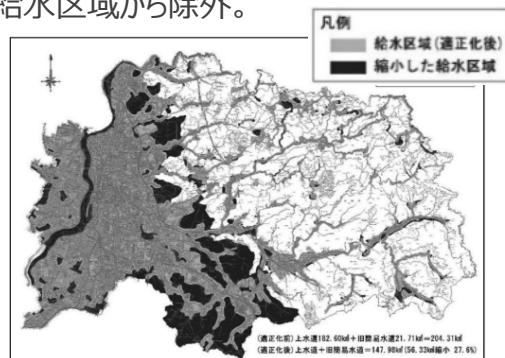 給水区域から除外。
凡例
給水区域(適正化後)
縮小した給水区域
(適正化前)上水道182.60㎢+旧簡易水道21.71㎢=204.31㎢
(適正化後)上水道+旧簡易水道=147.98㎢(56.33㎢縮小 27.6%)